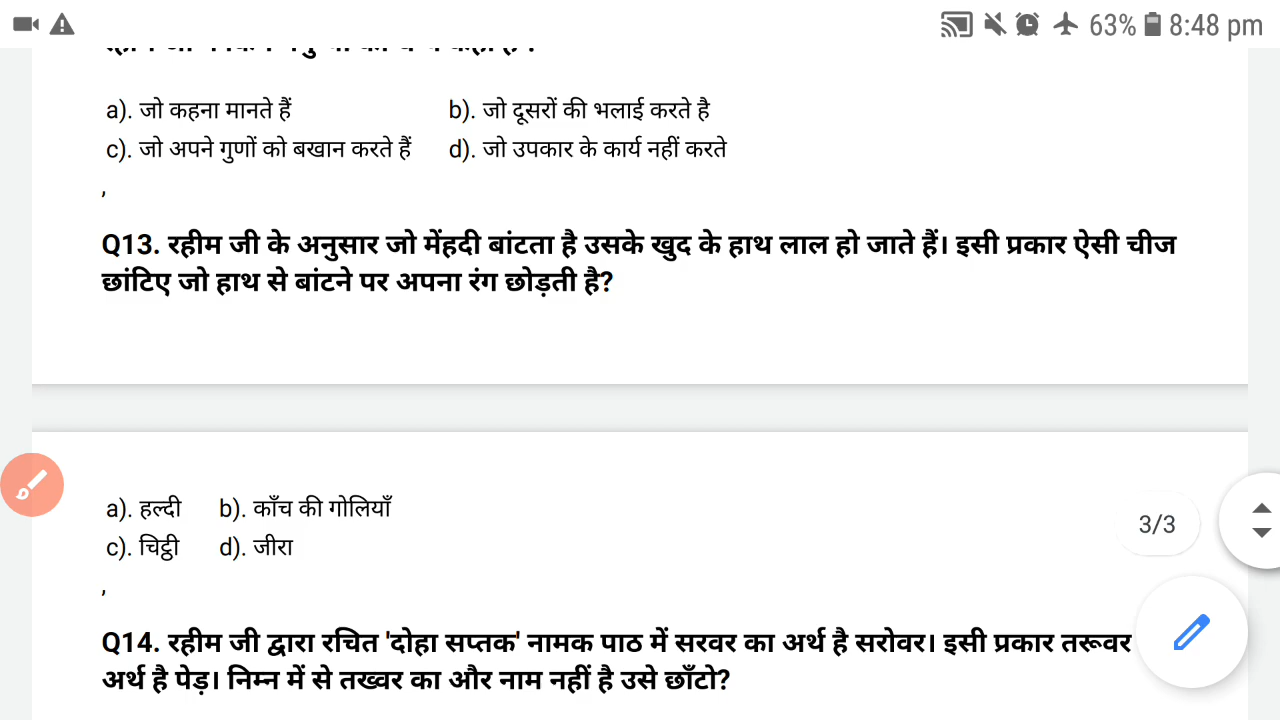 63% 8:48 pm
a). जो कहना मानते हैं b). जो दूसरों की भलाई करते है
c). जो अपने गुणों को बखान करते हैं d). जो उपकार के कार्य नहीं करते
,
Q13. रहीम जी के अनुसार जो मेंहदी बांटता है उसके खुद के हाथ लाल हो जाते हैं। इसी प्रकार ऐसी चीज
छांटिए जो हाथ से बांटने पर अपना रंग छोड़ती है?
a). हल्दी b). काँच की गोलियाँ
c). चिट्ठी d). जीरा
3/3
,
Q14. रहीम जी द्वारा रचित 'दोहा सप्तक' नामक पाठ में सरवर का अर्थ है सरोवर। इसी प्रकार तरूवर
अर्थ है पेड़। निम्न में से तख्वर का और नाम नहीं है उसे छाँटो?